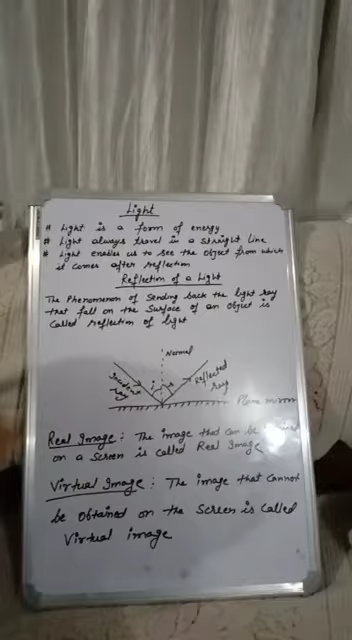 Light
# Light is a form of energy
# Light always travel in a straight line
# Light enables us to see the object from which
it comes after reflection
Reflection of a Light
The Phenomenon of Sending back the light ray
that fall on the Surface of an Object is
Called reflection of light
Normal
Incident ray
i r
Reflected ray
Plane mirror
Real Image : The image that can be
on a Screen is called Real Image
Virtual Image : The image that cannot
be obtained on the Screen is called
Virtual image